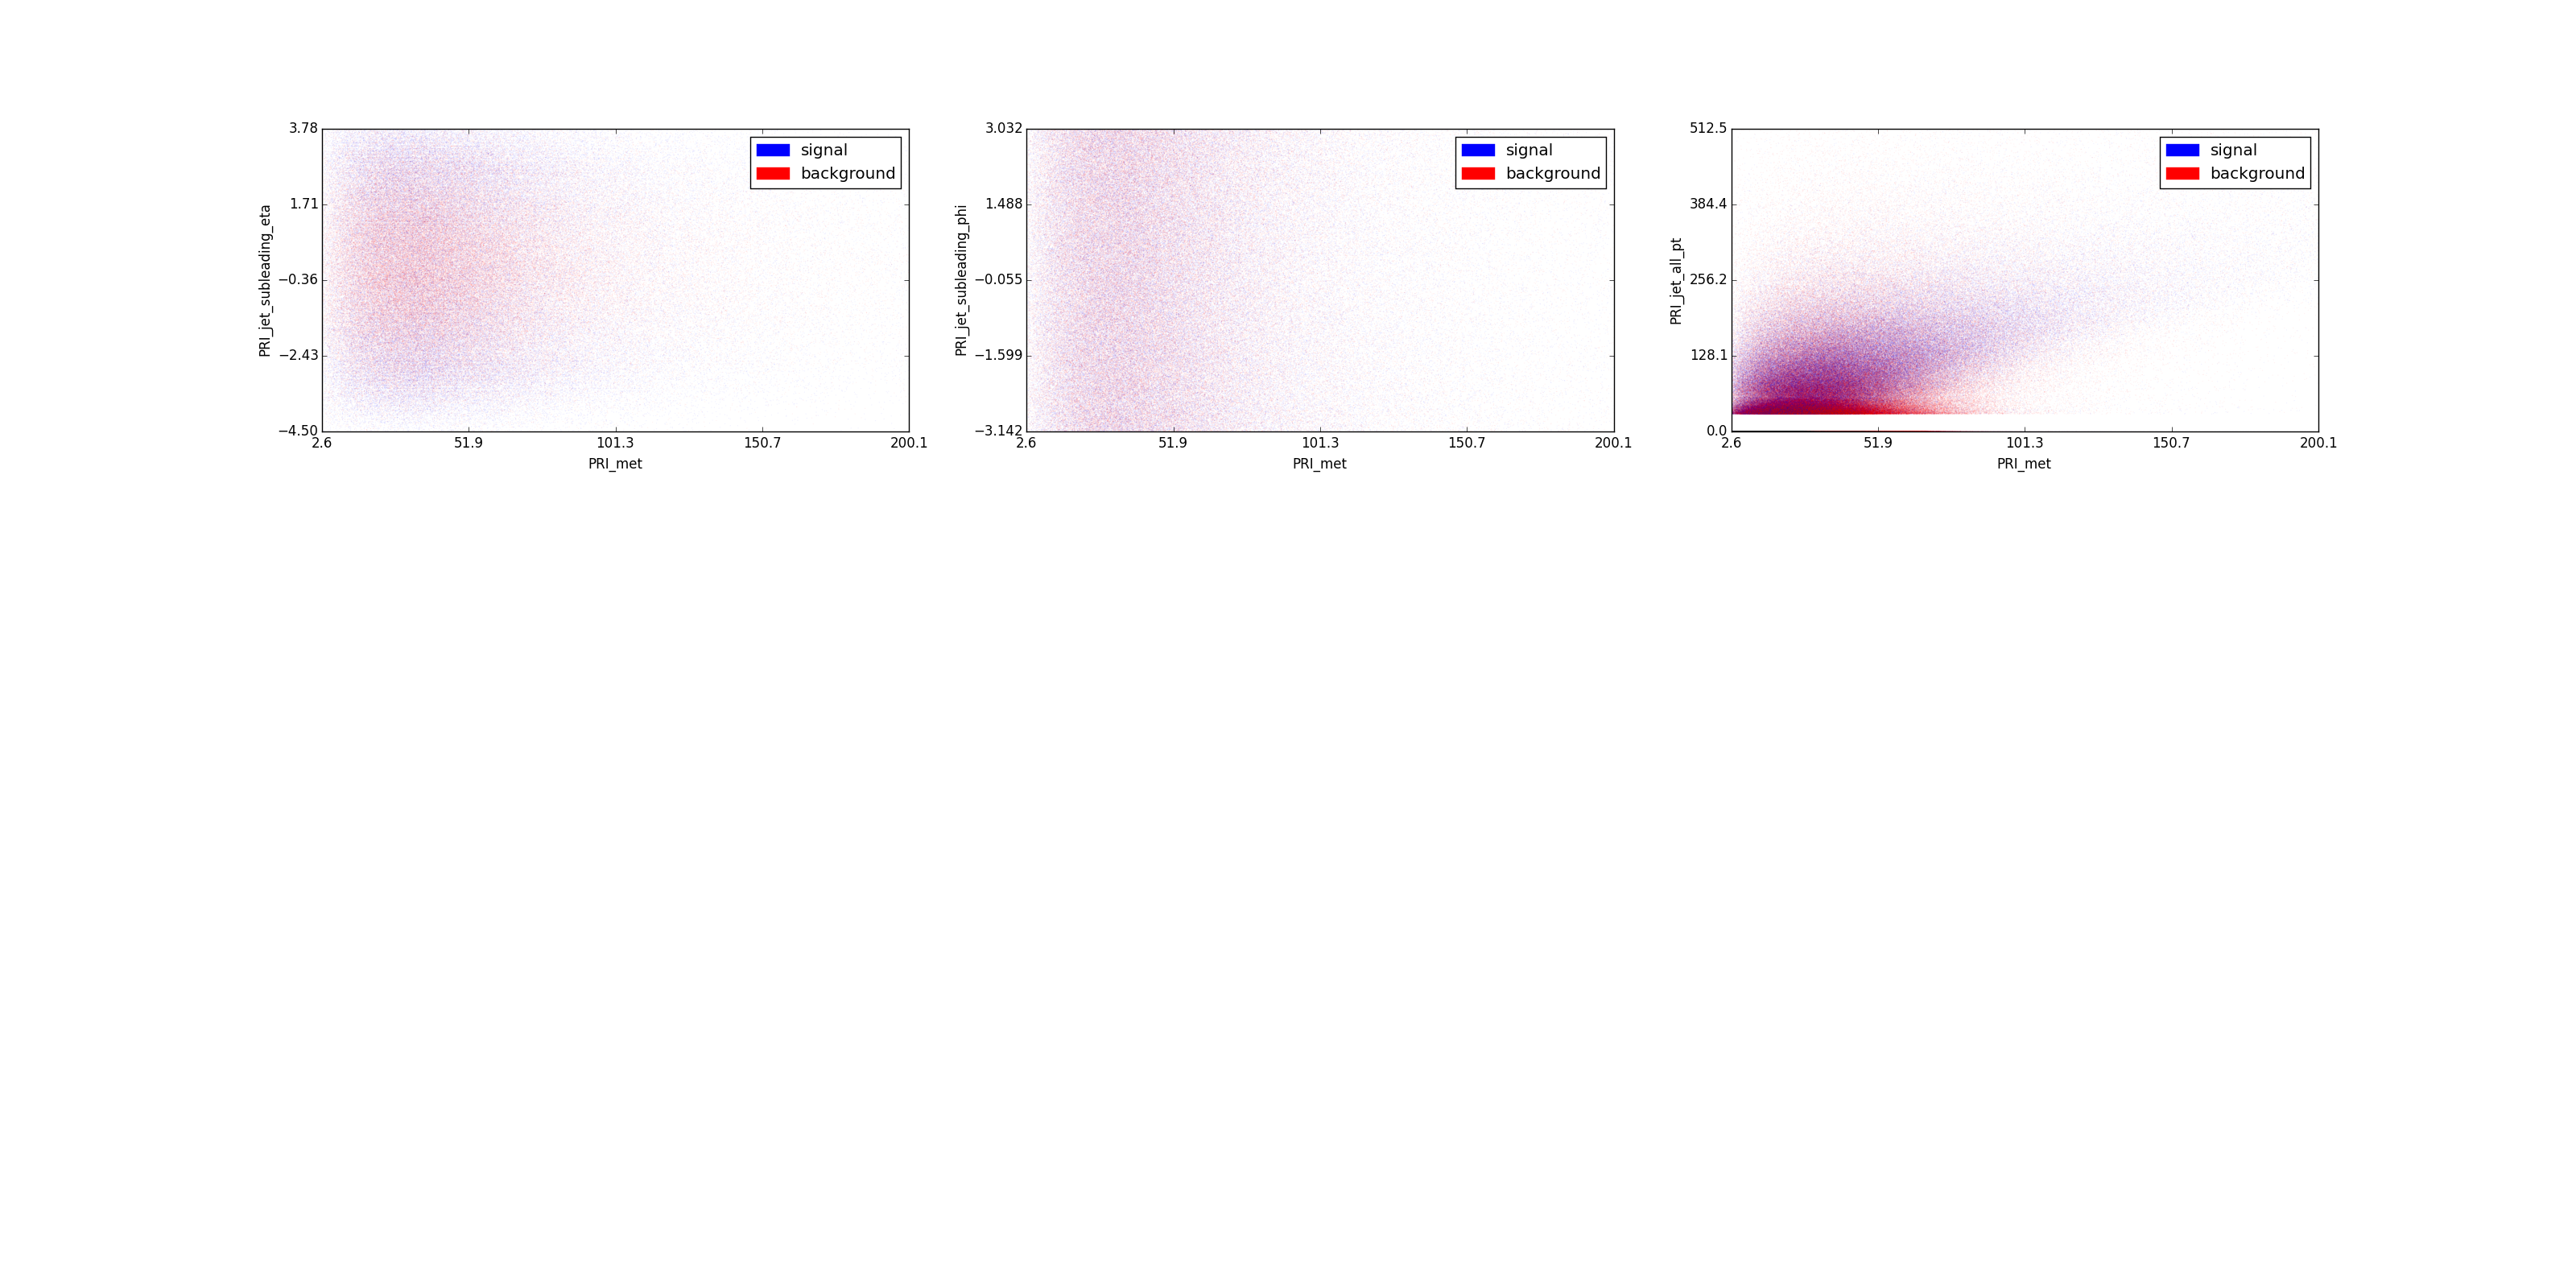 3.78
1.71
−0.36
−2.43
−4.50
PRI_jet_subleading_eta
2.6 51.9 101.3 150.7 200.1
PRI_met
signal
background
3.032
1.488
−0.055
−1.599
−3.142
PRI_jet_subleading_phi
2.6 51.9 101.3 150.7 200.1
PRI_met
signal
background
512.5
384.4
256.2
128.1
0.0
PRI_jet_all_pt
2.6 51.9 101.3 150.7 200.1
PRI_met
signal
background